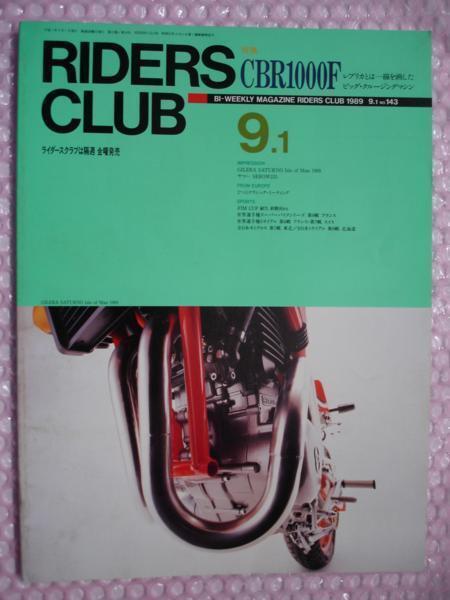 RIDERS
CLUB
特集
CBR1000F
レプリカとは一線を画した
ビッグ・クルージングマシン
BI-WEEKLY MAGAZINE RIDERS CLUB 1989 9.1 NO.143
9.1
ライダースクラブは隔週 金曜発売
IMPRESSION
GILERA SATURNO Isle of Man 1989
ヤマハ SEROW225
FROM EUROPE
SPORTS
GILERA SATURNO Isle of Man 1989